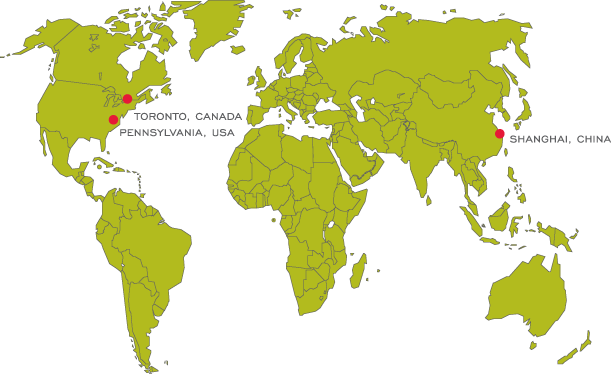 TORONTO, CANADA
PENNSYLVANIA, USA
SHANGHAI, CHINA